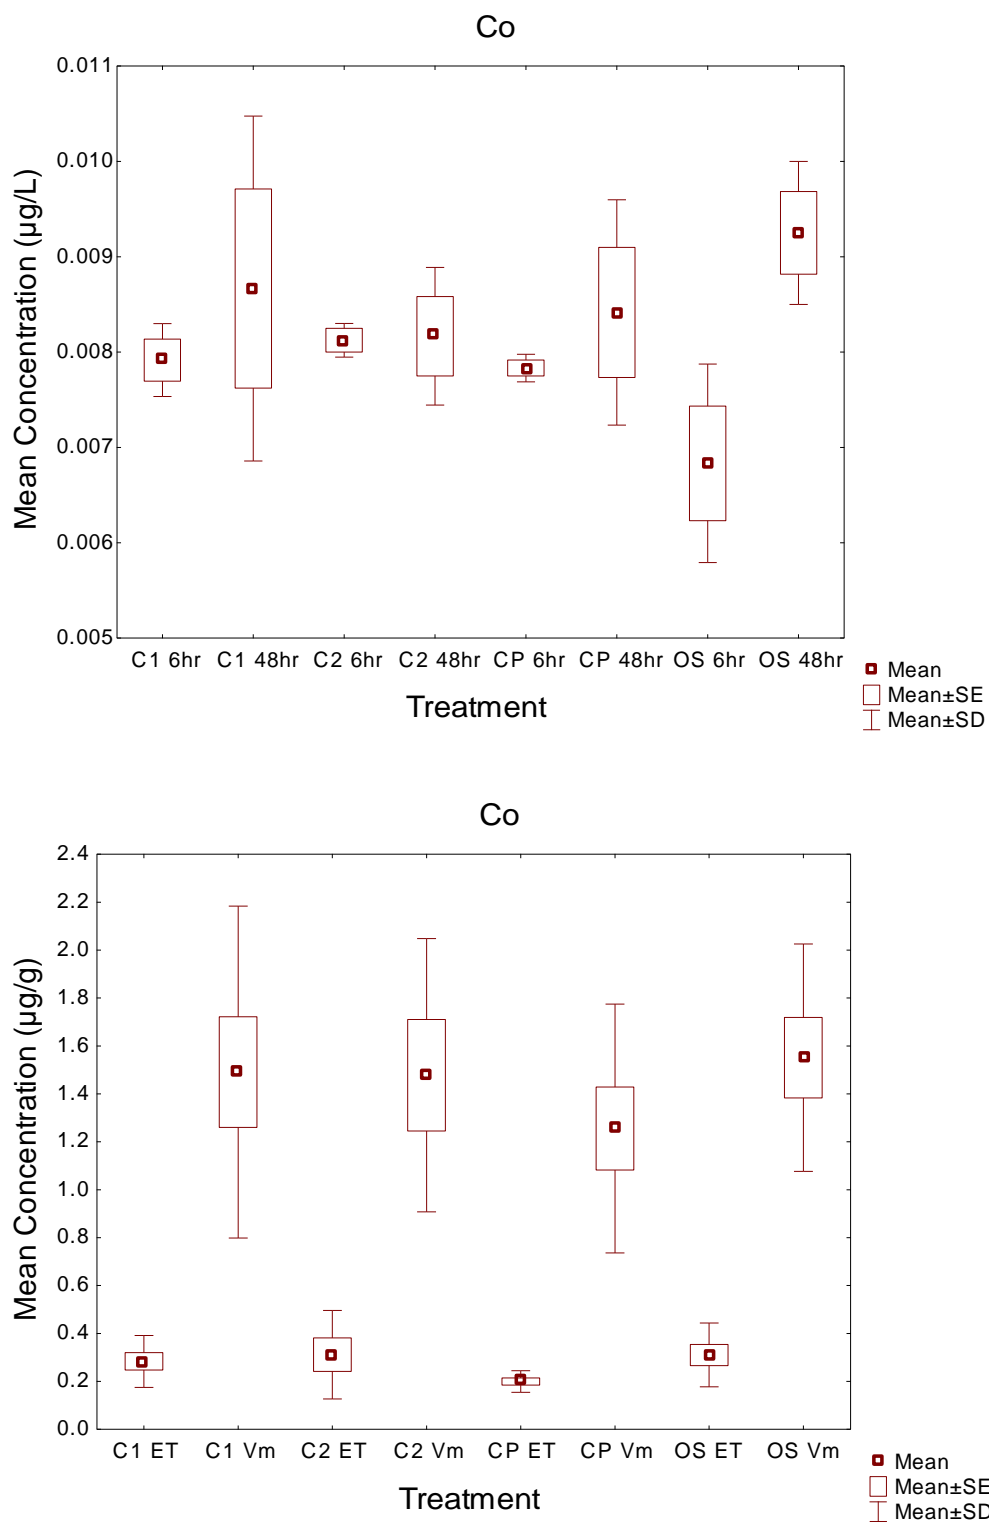 Co
Mean Concentration (µg/L)
0.011
0.010
0.009
0.008
0.007
0.006
0.005
C1 6hr C1 48hr C2 6hr C2 48hr CP 6hr CP 48hr OS 6hr OS 48hr
Treatment
Mean
Mean±SE
Mean±SD
Co
Mean Concentration (µg/g)
2.4
2.2
2.0
1.8
1.6
1.4
1.2
1.0
0.8
0.6
0.4
0.2
0.0
C1 ET C1 Vm C2 ET C2 Vm CP ET CP Vm OS ET OS Vm
Treatment
Mean
Mean±SE
Mean±SD